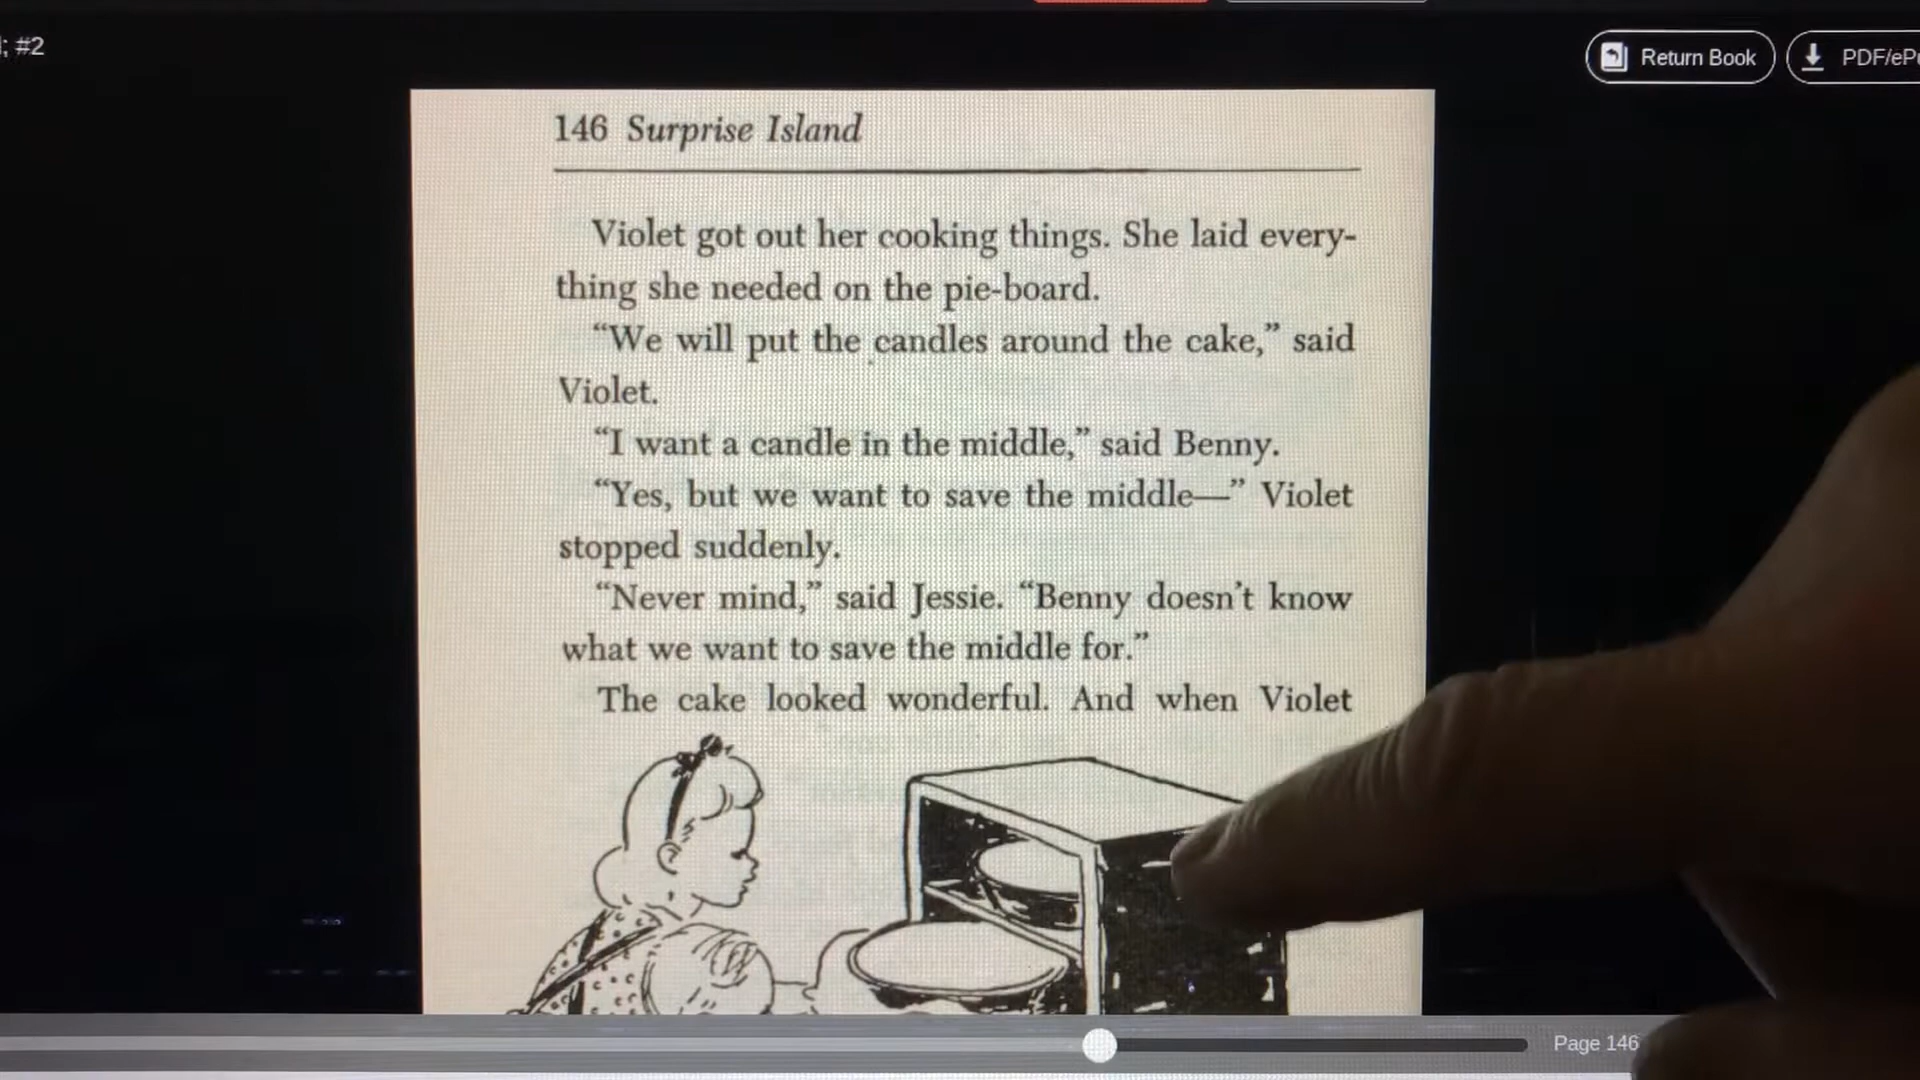 ; #2
Return Book
146 Surprise Island
Violet got out her cooking things. She laid every-
thing she needed on the pie-board.
“We will put the candles around the cake,” said
Violet.
“I want a candle in the middle,” said Benny.
“Yes, but we want to save the middle—” Violet
stopped suddenly.
“Never mind,” said Jessie. “Benny doesn’t know
what we want to save the middle for.”
The cake looked wonderful. And when Violet
Page 146